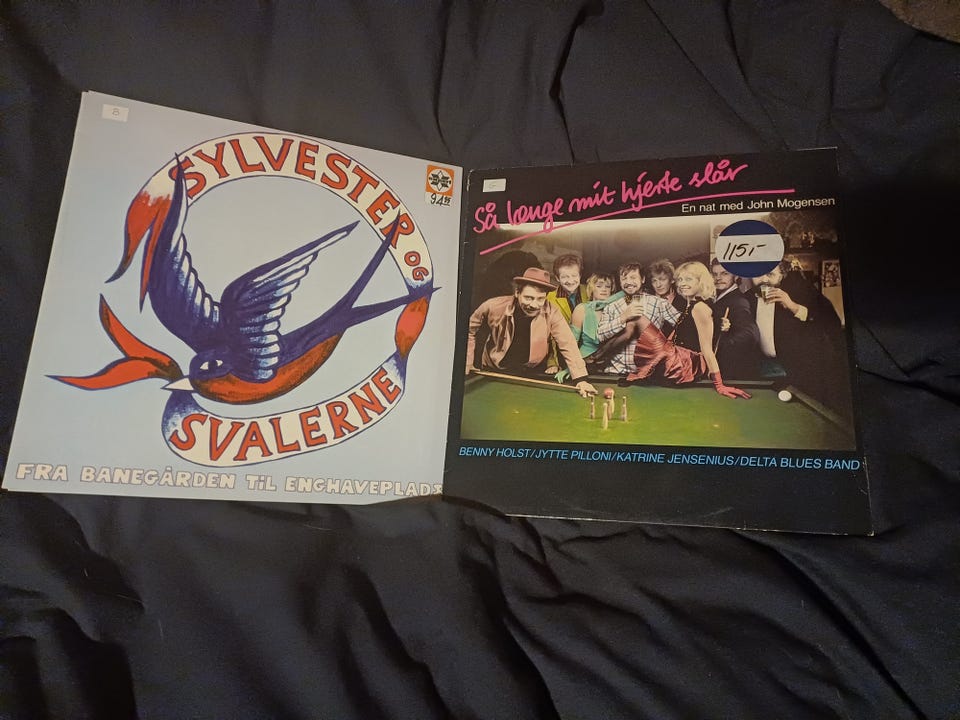 B
SYLVESTER OG
SVALERNE
FRA BANEGÅRDEN TiL ENGHAVEPLADS
94.95
Så længe mit hjerte slår
En nat med John Mogensen
115,-
BENNY HOLST/JYTTE PILLONI/KATRINE JENSENIUS/DELTA BLUES BAND